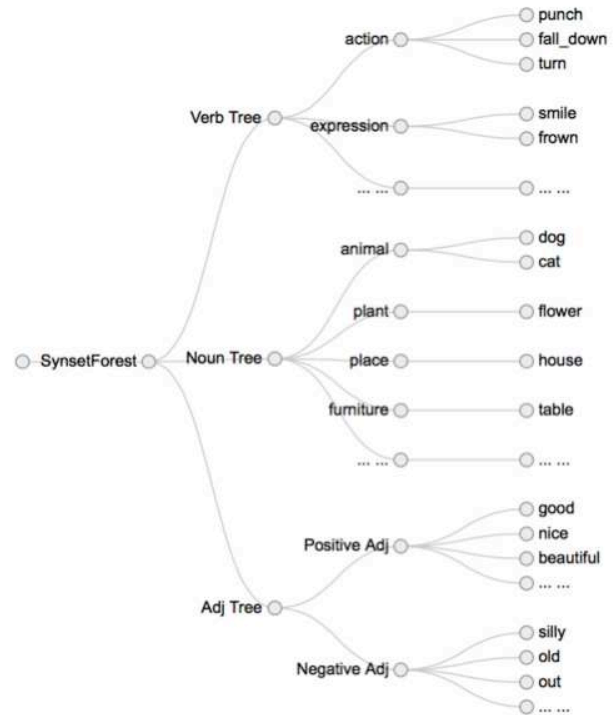 SynsetForest
Verb Tree
action
punch
fall_down
turn
expression
smile
frown
... ...
... ...
Noun Tree
animal
dog
cat
plant
flower
place
house
furniture
table
... ...
... ...
Adj Tree
Positive Adj
good
nice
beautiful
... ...
Negative Adj
silly
old
out
... ...